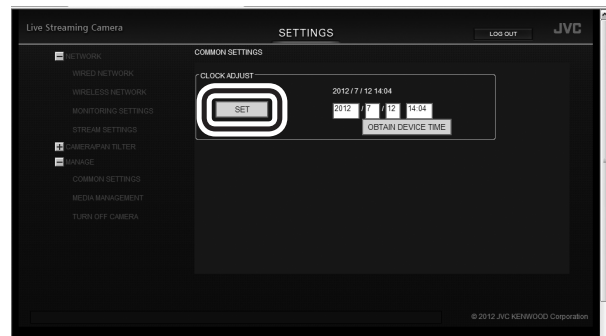 Live Streaming Camera
SETTINGS
LOG OUT
JVC
NETWORK
WIRED NETWORK
WIRELESS NETWORK
MONITORING SETTINGS
STREAM SETTINGS
CAMERA/PAN TILTER
MANAGE
COMMON SETTINGS
MEDIA MANAGEMENT
TURN OFF CAMERA
COMMON SETTINGS
CLOCK ADJUST
2012 / 7 / 12 14:04
SET
2012 / 7 / 12 14:04
OBTAIN DEVICE TIME
© 2012 JVC KENWOOD Corporation